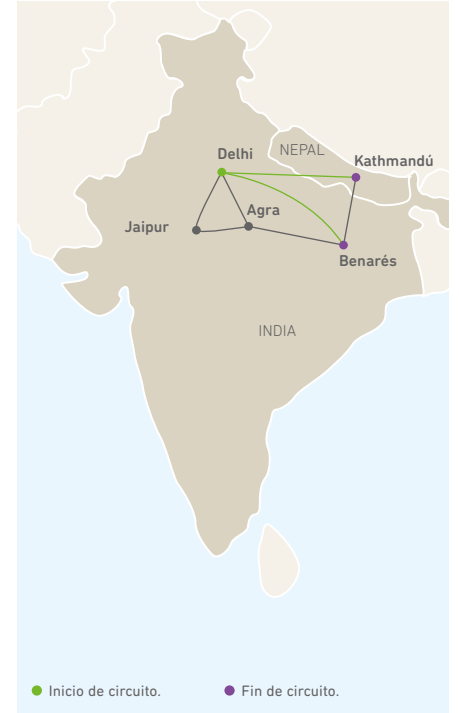 NEPAL
Delhi
Kathmandú
Agra
Jaipur
Benarés
INDIA
Inicio de circuito.
Fin de circuito.